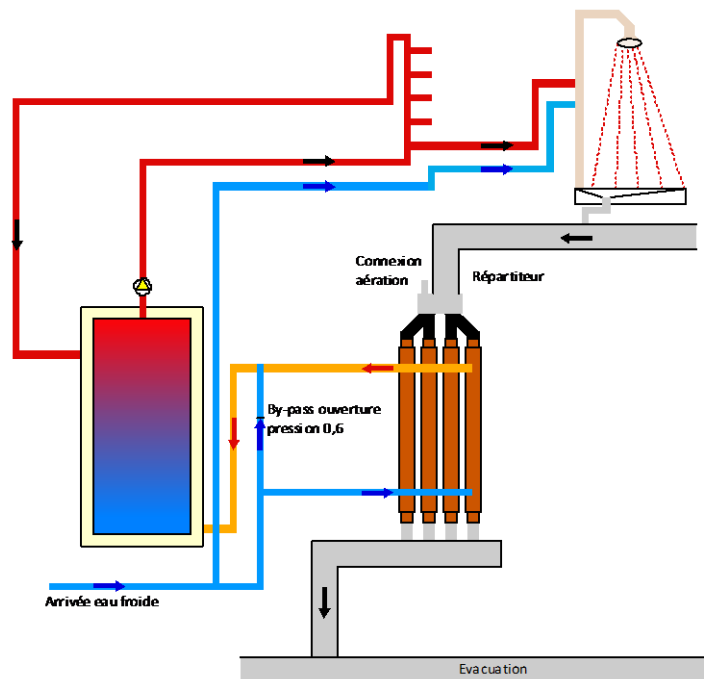 Connexion
aération
Répartiteur
By-pass ouverture
pression 0,6
Arrivée eau froide
Evacuation